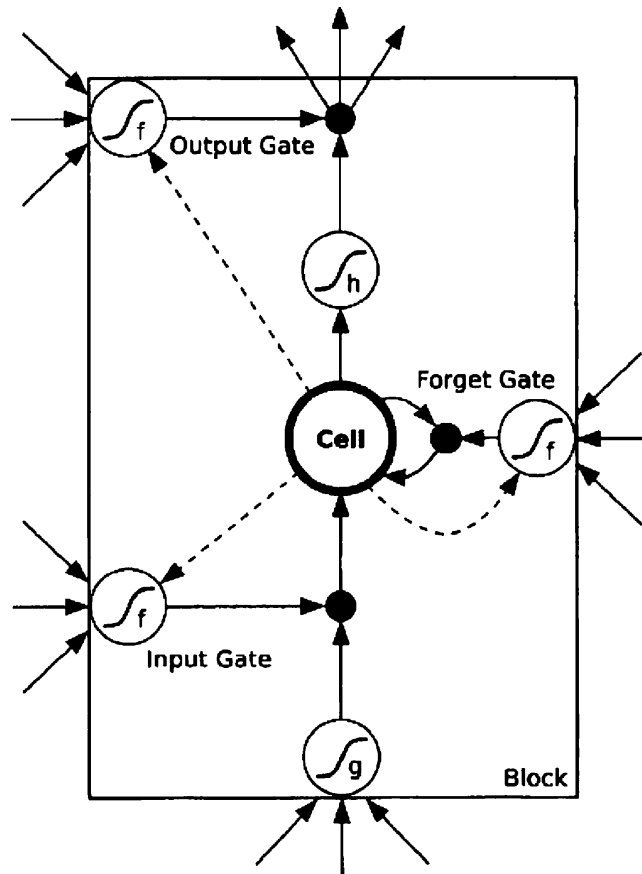 f
Output Gate
h
Forget Gate
Cell
f
f
Input Gate
g
Block